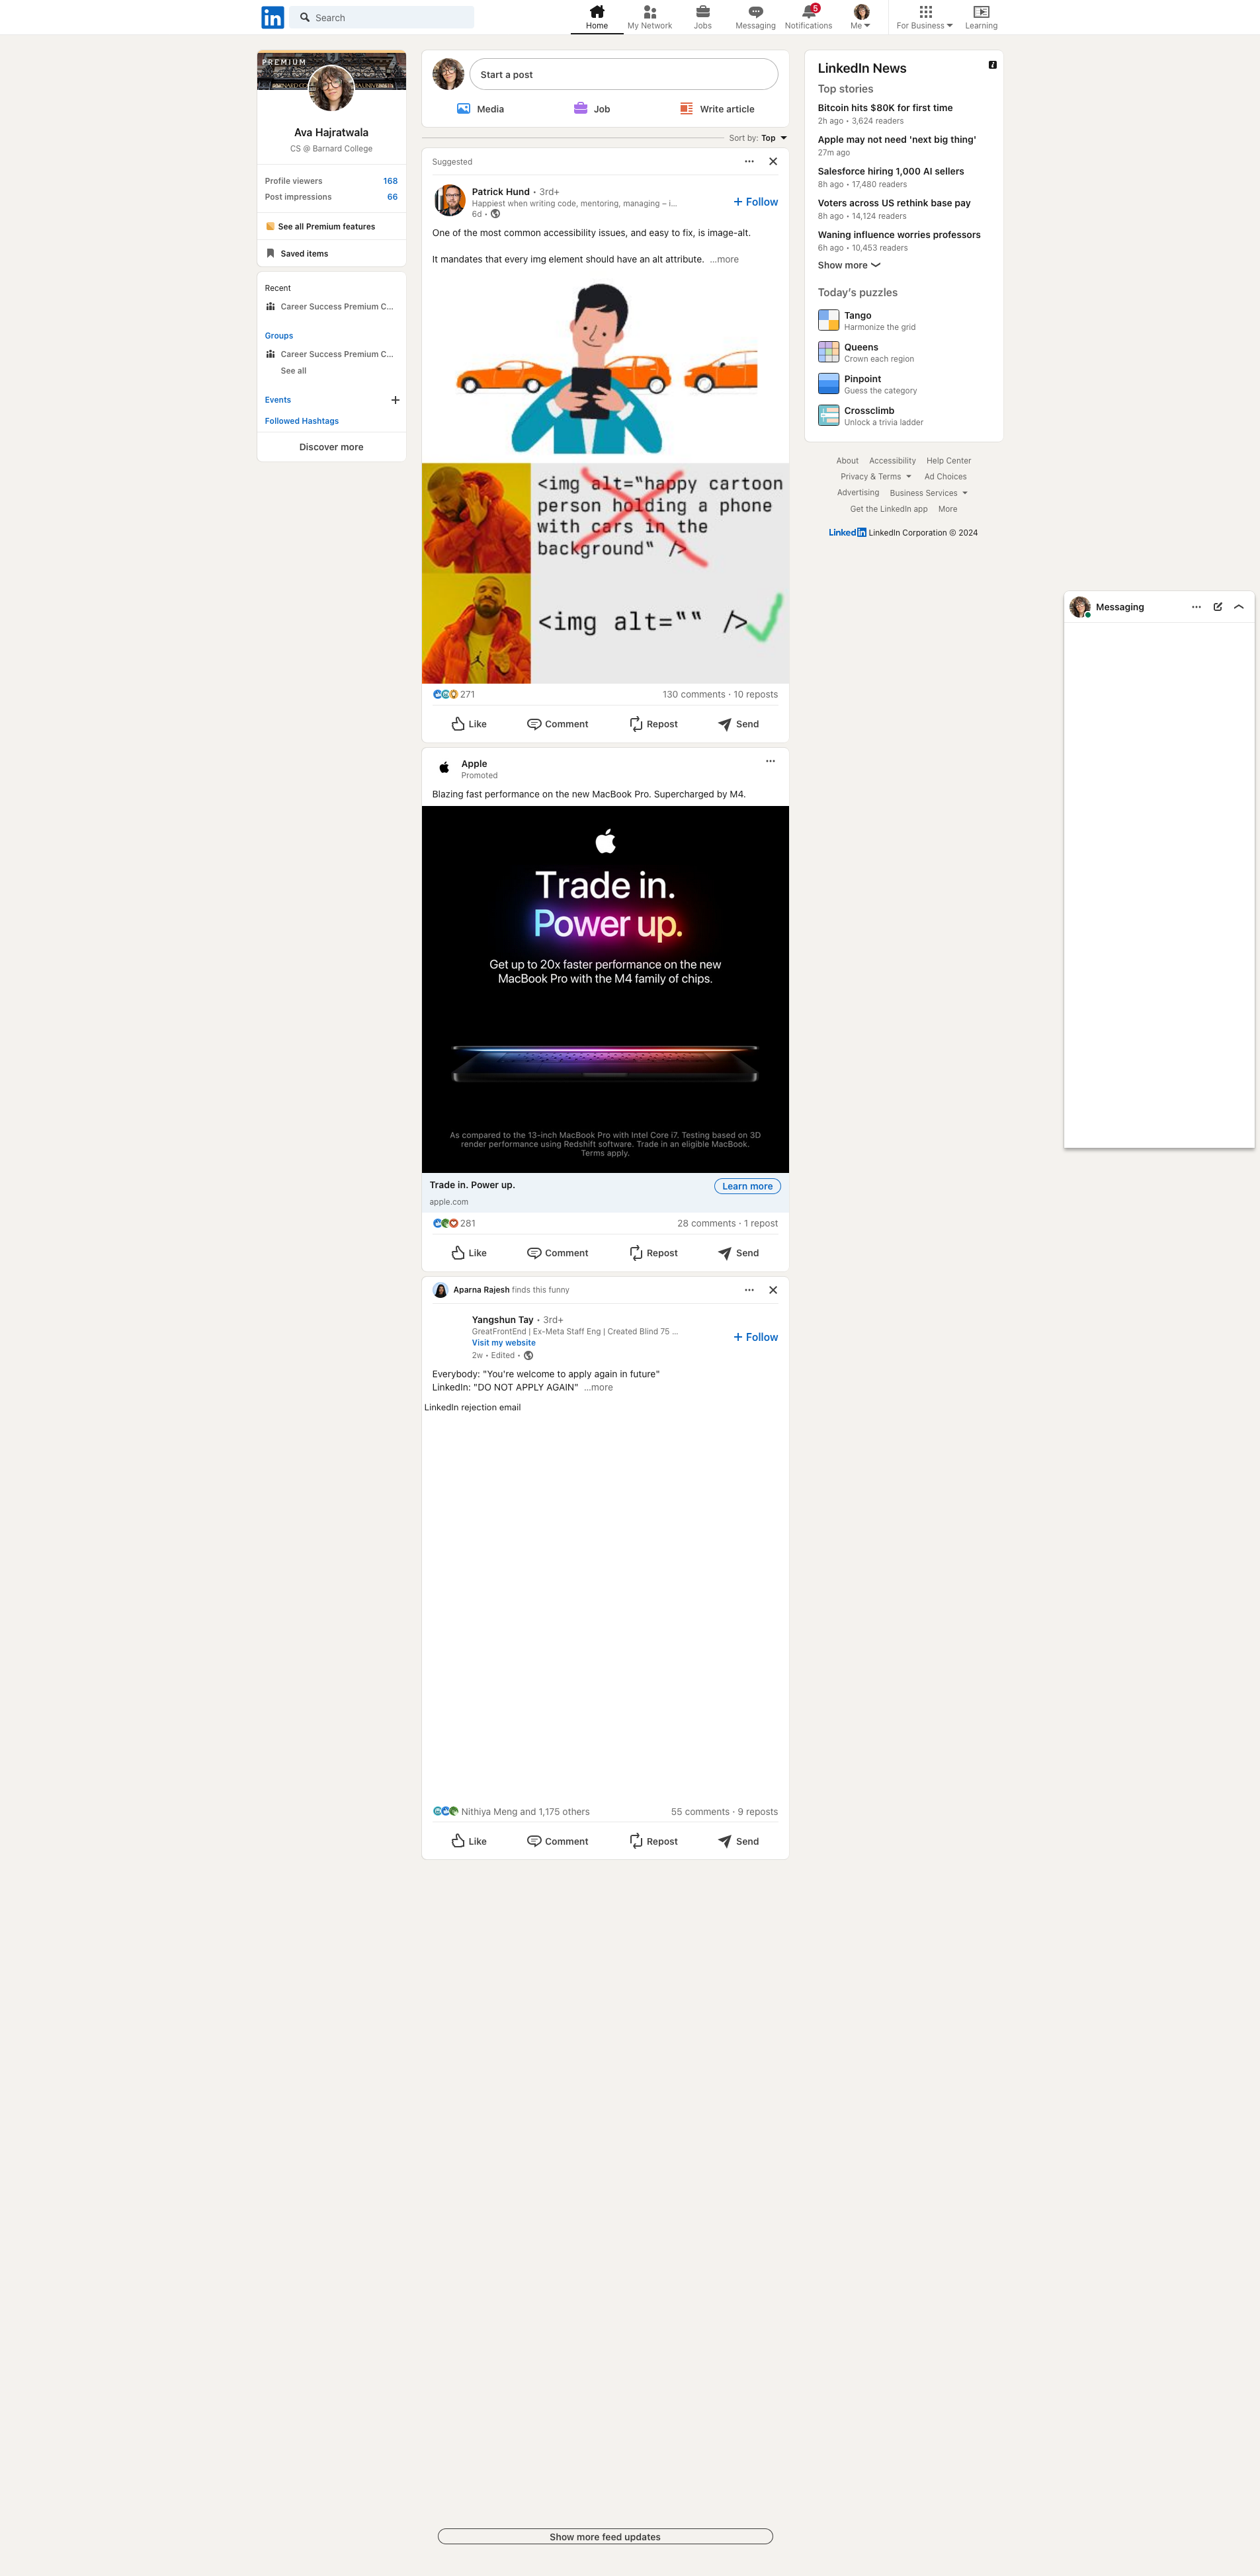 in
Search
Home
My Network
Jobs
Messaging
5
Notifications
Me
For Business
Learning
PREMIUM
Ava Hajratwala
CS @ Barnard College
Profile viewers 168
Post impressions 66
See all Premium features
Saved items
Recent
Career Success Premium C...
Groups
Career Success Premium C...
See all
Events
Followed Hashtags
Discover more
Start a post
Media
Job
Write article
Sort by: Top
Suggested
Patrick Hund • 3rd+
Happiest when writing code, mentoring, managing – i...
6d •
+ Follow
One of the most common accessibility issues, and easy to fix, is image-alt.
It mandates that every img element should have an alt attribute. ...more
<img alt="happy cartoon
person holding a phone
with cars in the
background" />
<img alt="" />
271
130 comments · 10 reposts
Like
Comment
Repost
Send
Apple
Promoted
Blazing fast performance on the new MacBook Pro. Supercharged by M4.
Trade in.
Power up.
Get up to 20x faster performance on the new
MacBook Pro with the M4 family of chips.
As compared to the 13-inch MacBook Pro with Intel Core i7. Testing based on 3D
render performance using Redshift software. Trade in an eligible MacBook.
Terms apply.
Trade in. Power up.
apple.com
Learn more
281
28 comments · 1 repost
Like
Comment
Repost
Send
Aparna Rajesh finds this funny
Yangshun Tay • 3rd+
GreatFrontEnd | Ex-Meta Staff Eng | Created Blind 75 ...
Visit my website
2w • Edited •
+ Follow
Everybody: "You're welcome to apply again in future"
LinkedIn: "DO NOT APPLY AGAIN" ...more
LinkedIn rejection email
Nithiya Meng and 1,175 others
55 comments · 9 reposts
Like
Comment
Repost
Send
Show more feed updates
LinkedIn News
Top stories
Bitcoin hits $80K for first time
2h ago • 3,624 readers
Apple may not need 'next big thing'
27m ago
Salesforce hiring 1,000 AI sellers
8h ago • 17,480 readers
Voters across US rethink base pay
8h ago • 14,124 readers
Waning influence worries professors
6h ago • 10,453 readers
Show more
Today's puzzles
Tango
Harmonize the grid
Queens
Crown each region
Pinpoint
Guess the category
Crossclimb
Unlock a trivia ladder
About Accessibility Help Center
Privacy & Terms Ad Choices
Advertising Business Services
Get the LinkedIn app More
LinkedIn LinkedIn Corporation © 2024
Messaging